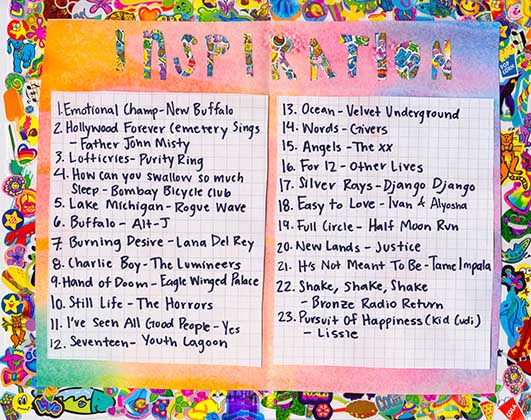 INSPIRATION
1. Emotional Champ - New Buffalo
2. Hollywood Forever Cemetery Sings
- Father John Misty
3. Lofticries - Purity Ring
4. How can you swallow so much
Sleep - Bombay Bicycle Club
5. Lake Michigan - Rogue Wave
6. Buffalo - Alt-J
7. Burning Desire - Lana Del Rey
8. Charlie Boy - The Lumineers
9. Hand of Doom - Eagle Winged Palace
10. Still Life - The Horrors
11. I've Seen All Good People - Yes
12. Seventeen - Youth Lagoon
13. Ocean - Velvet Underground
14. Words - Givers
15. Angels - The xx
16. For 12 - Other Lives
17. Silver Rays - Django Django
18. Easy to Love - Ivan & Alyosha
19. Full Circle - Half Moon Run
20. New Lands - Justice
21. It's Not Meant To Be - Tame Impala
22. Shake, Shake, Shake
- Bronze Radio Return
23. Pursuit Of Happiness (Kid Cudi)
- Lissie